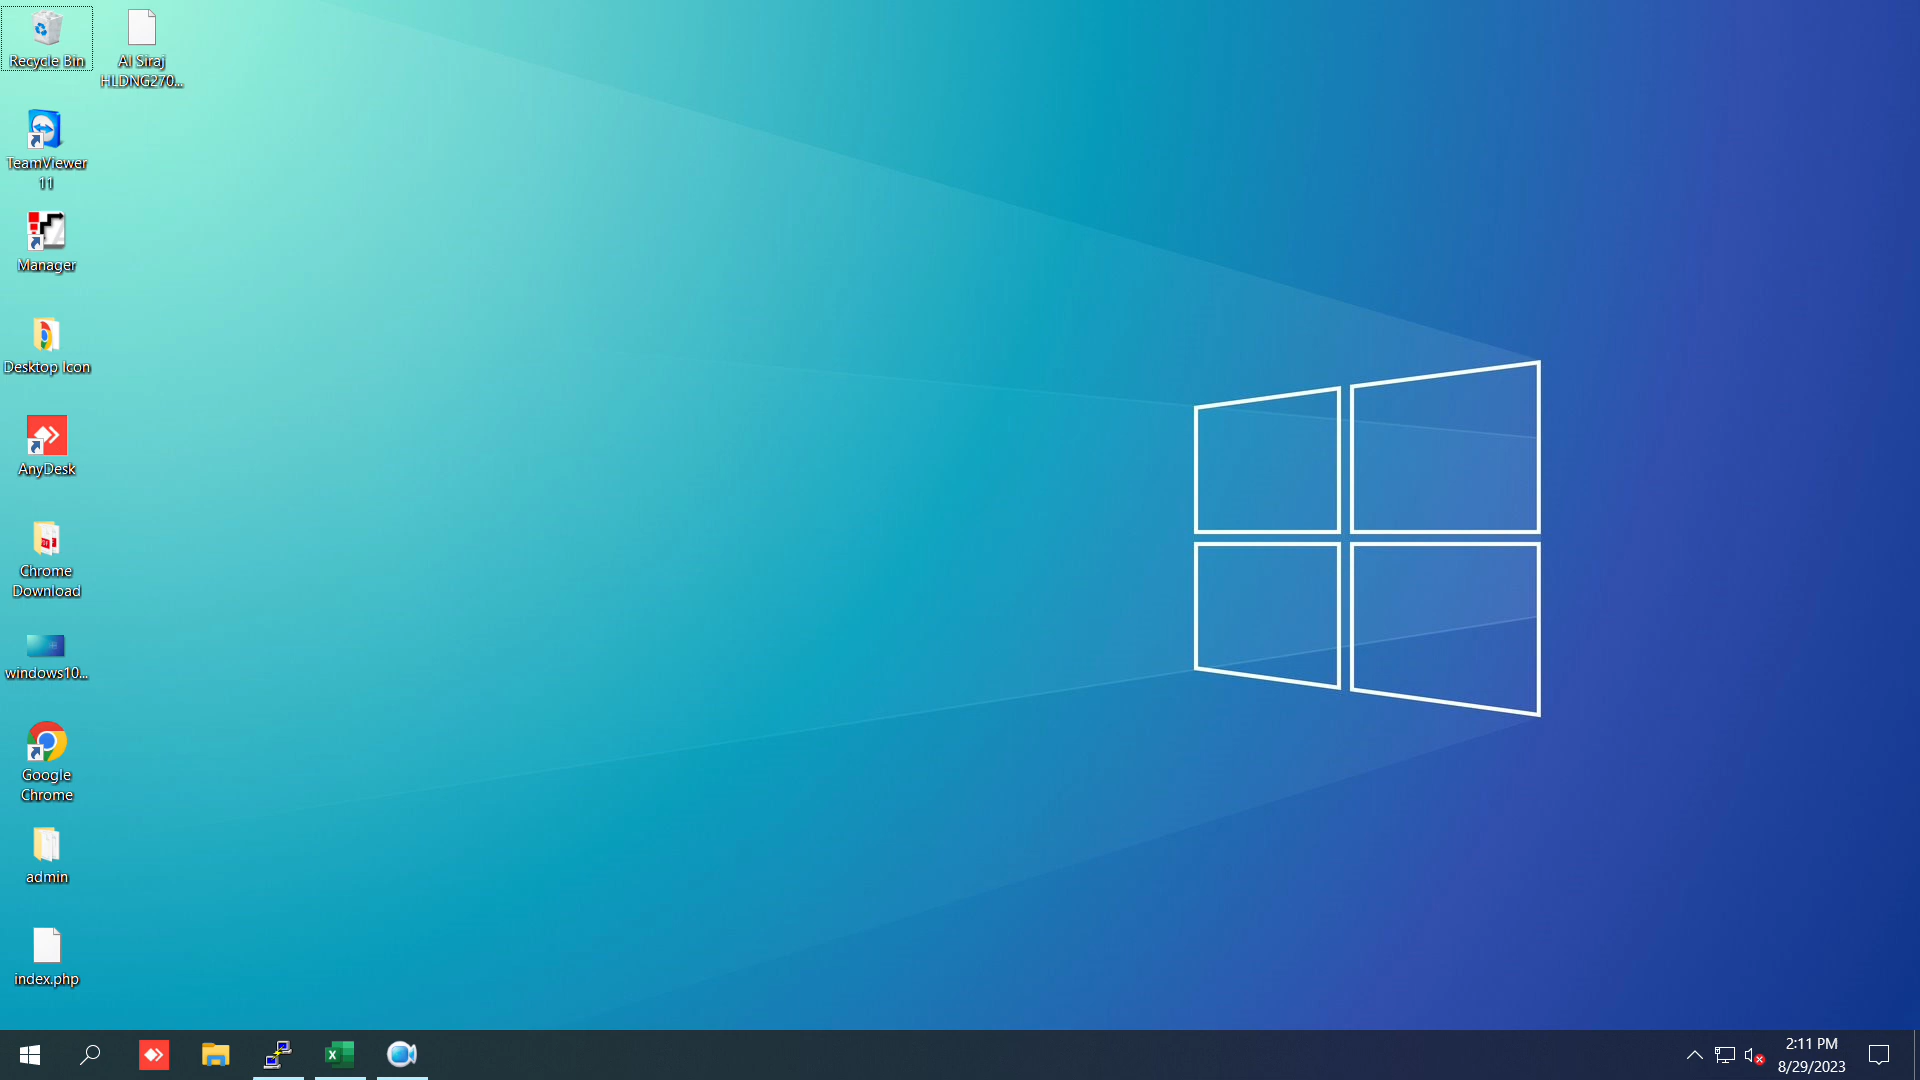 Recycle Bin
Al Siraj
HLDNG270...
TeamViewer
11
Manager
Desktop Icon
AnyDesk
Chrome
Download
windows10...
Google
Chrome
admin
index.php
2:11 PM
8/29/2023